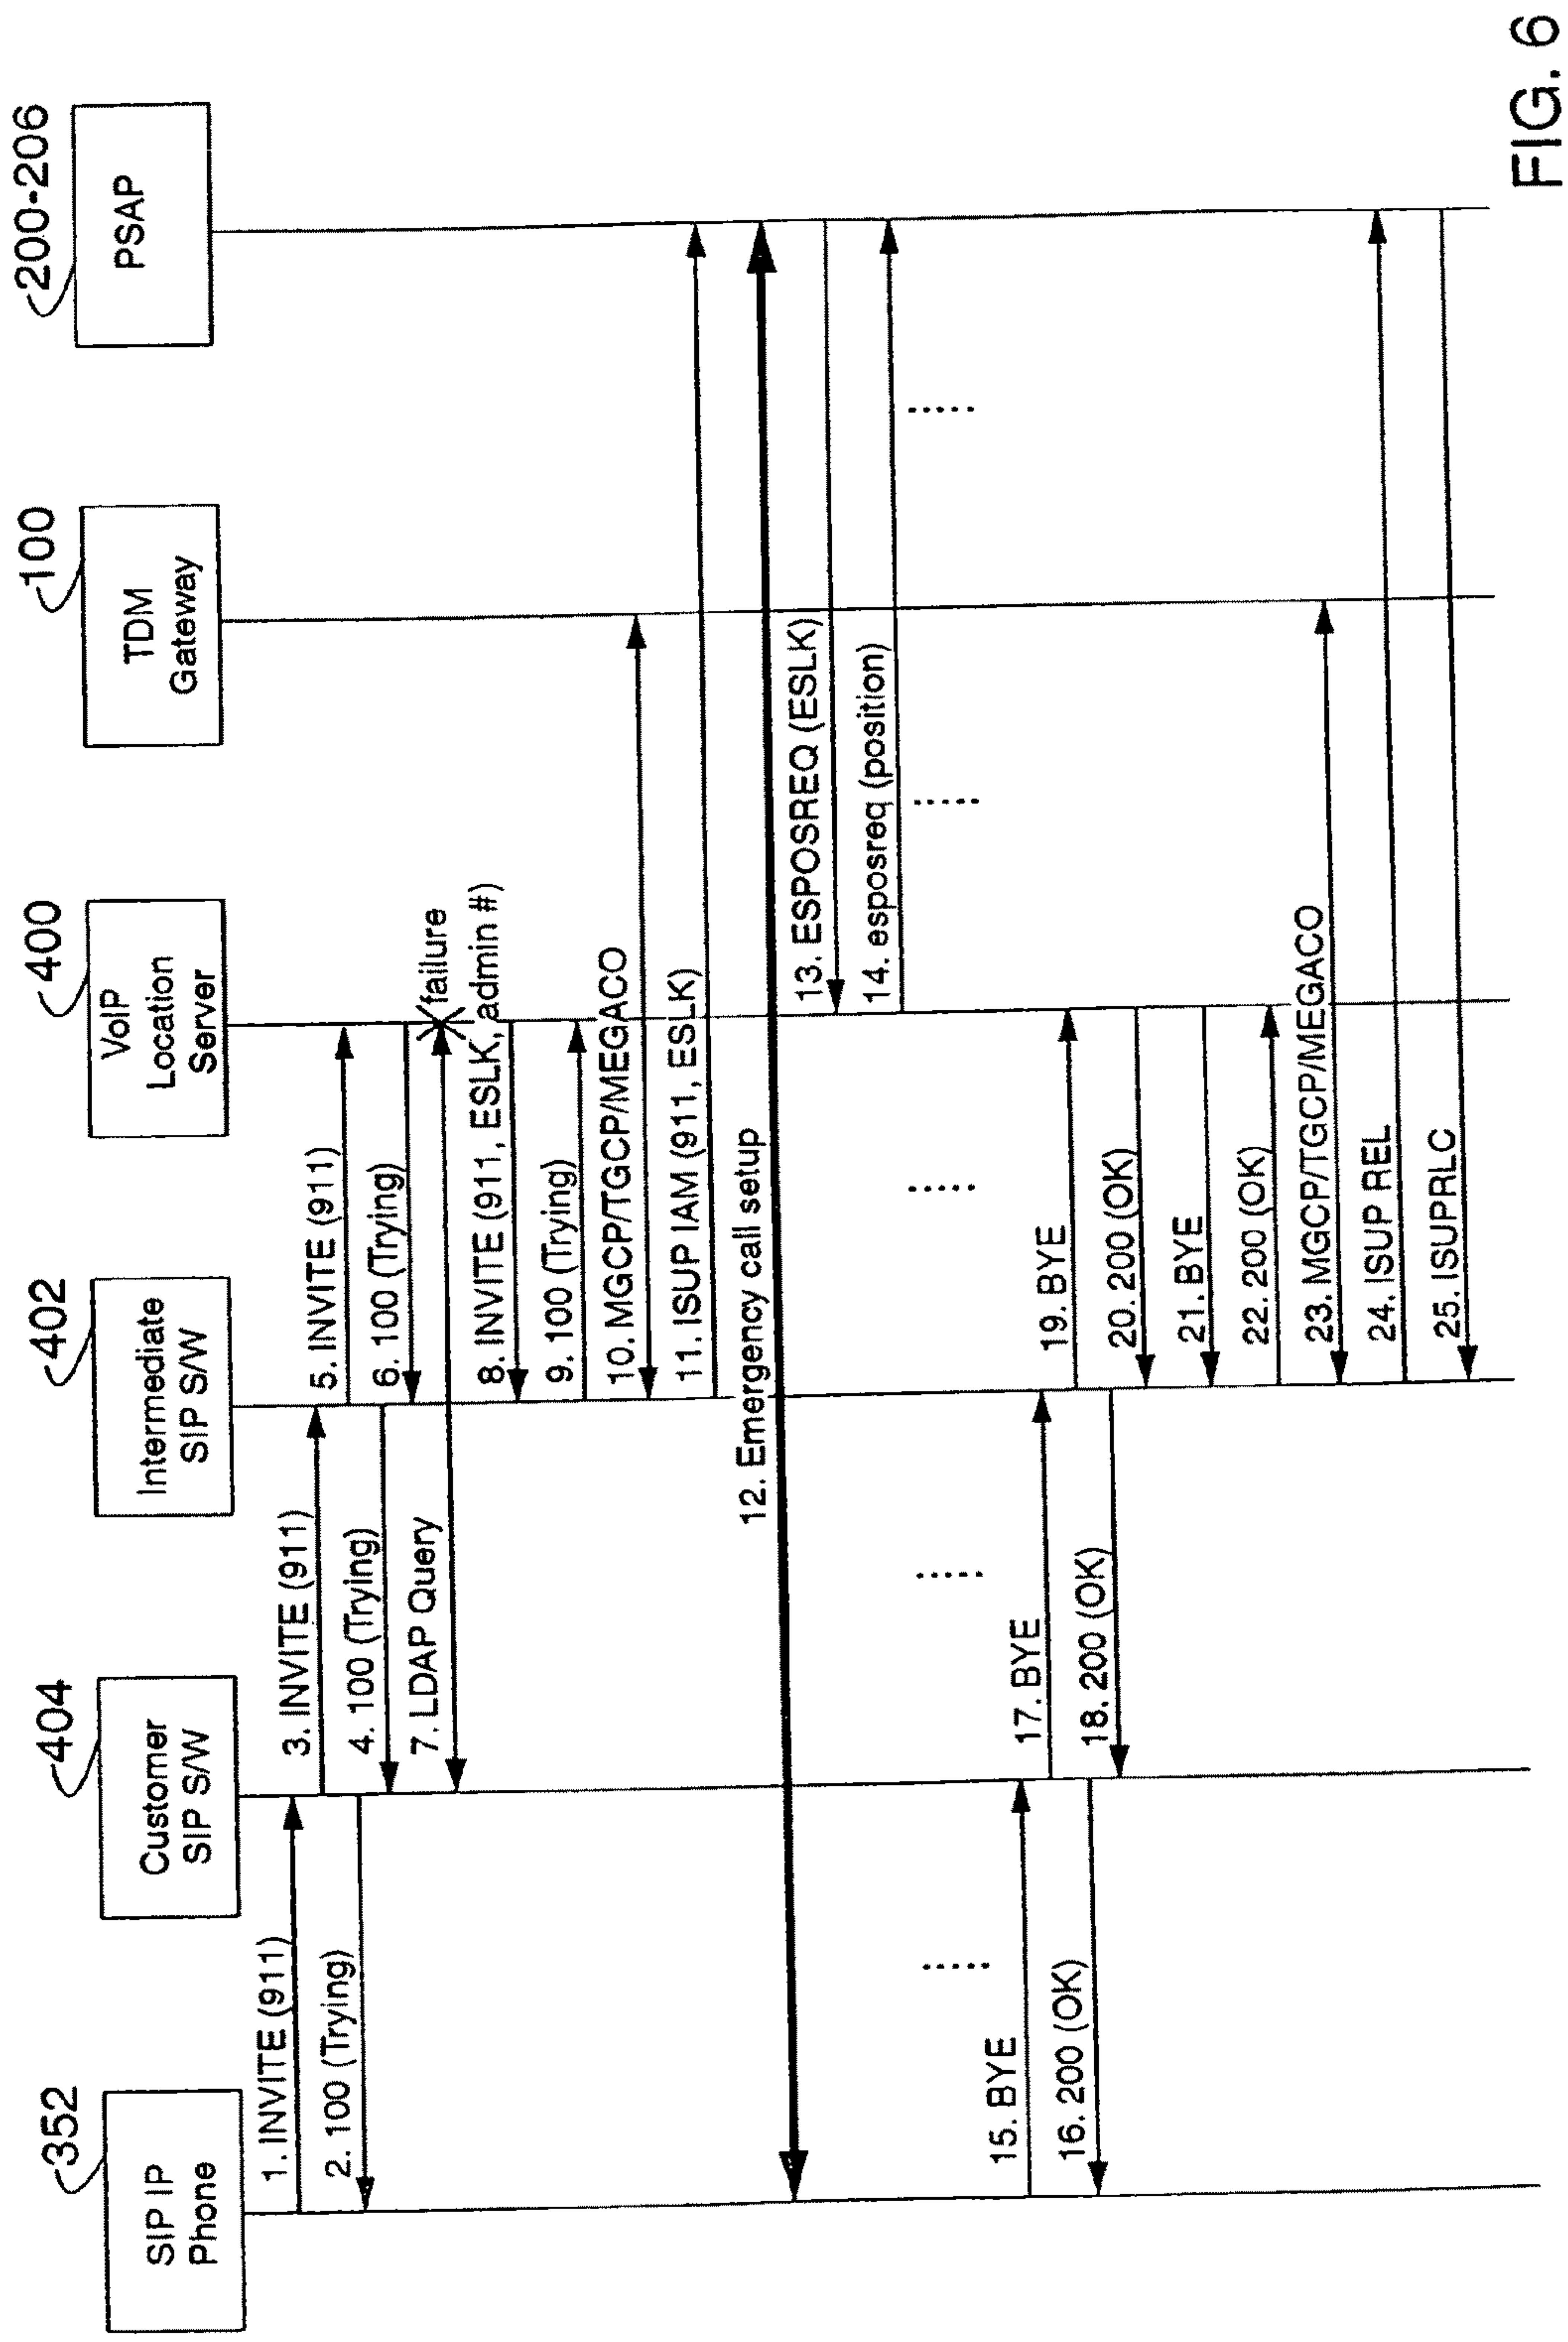 352
SIP IP
Phone
404
Customer
SIP S/W
402
Intermediate
SIP S/W
400
VoIP
Location
Server
100
TDM
Gateway
200-206
PSAP
1. INVITE (911)
2. 100 (Trying)
3. INVITE (911)
4. 100 (Trying)
5. INVITE (911)
6. 100 (Trying)
7. LDAP Query
failure
8. INVITE (911, ESLK, admin #)
9. 100 (Trying)
10. MGCP/TGCP/MEGACO
11. ISUP IAM (911, ESLK)
12. Emergency call setup
13. ESPOSREQ (ESLK)
14. esposreq (position)
15. BYE
16. 200 (OK)
17. BYE
18. 200 (OK)
19. BYE
20. 200 (OK)
21. BYE
22. 200 (OK)
23. MGCP/TGCP/MEGACO
24. ISUP REL
25. ISUPRLC
FIG. 6